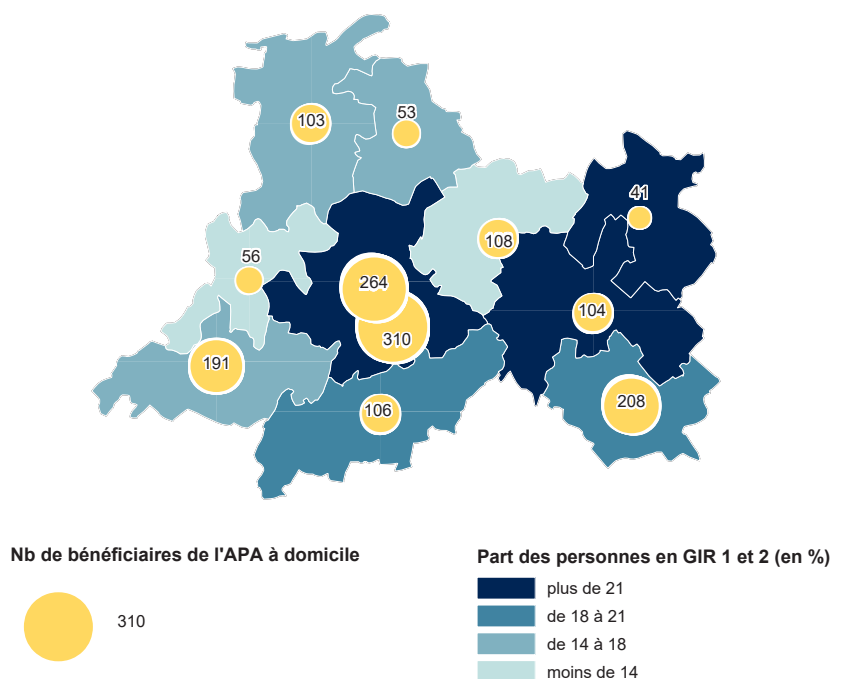 103
53
41
108
56
264
104
310
191
106
208
Nb de bénéficiaires de l'APA à domicile
310
Part des personnes en GIR 1 et 2 (en %)
plus de 21
de 18 à 21
de 14 à 18
moins de 14